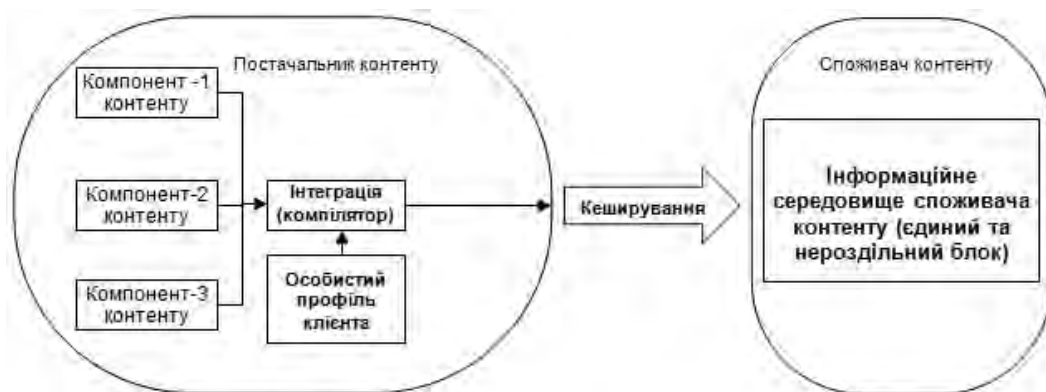 Постачальник контенту
Компонент -1
контенту
Компонент-2
контенту
Компонент-3
контенту
Інтеграція
(компілятор)
Особистий
профіль
клієнта
Кеширування
Споживач контенту
Інформаційне
середовище споживача
контенту (єдиний та
нероздільний блок)